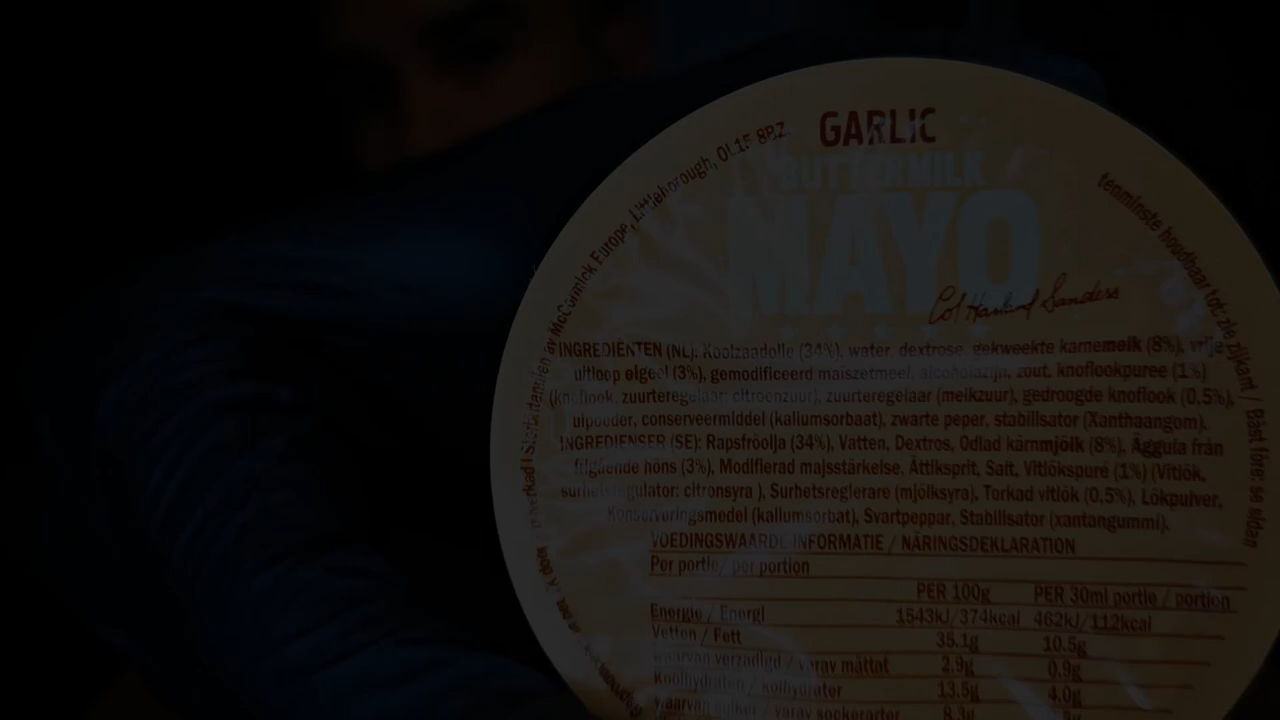 GARLIC
BUTTERMILK
MAYO
Col Harland Sanders
McCormick Europe, Littleborough, OL15 8BZ
tenminste houdbaar tot: zie zijkant / Bäst före: se sidan
INGREDIËNTEN (NL): Koolzaadolie (34%), water, dextrose, gekweekte karnemelk (8%), vrije
uitloop eigeel (3%), gemodificeerd maïszetmeel, alcoholazijn, zout, knoflookpuree (1%)
(knoflook, zuurteregelaar: citroenzuur), zuurteregelaar (melkzuur), gedroogde knoflook (0,5%),
uipoeder, conserveermiddel (kaliumsorbaat), zwarte peper, stabilisator (Xanthaangom).
INGREDIENSER (SE): Rapsfröolja (34%), Vatten, Dextros, Odlad kärnmjölk (8%), Äggula från
frigående höns (3%), Modifierad majsstärkelse, Ättiksprit, Salt, Vitlökspuré (1%) (Vitlök,
surhetsregulator: citronsyra ), Surhetsreglerare (mjölksyra), Torkad vitlök (0,5%), Lökpulver,
Konserveringsmedel (kaliumsorbat), Svartpeppar, Stabilisator (xantangummi).
VOEDINGSWAARDE-INFORMATIE / NÄRINGSDEKLARATION
Per portie/ per portion
PER 100g PER 30ml portie / portion
Energie / Energi 1543kJ/374kcal 462kJ/112kcal
Vetten / Fett 35.1g 10.5g
waarvan verzadigd / varav mättat 2.9g 0.9g
Koolhydraten / kolhydrater 13.5g 4.0g
waarvan suiker / varav sockerarter 8.3g